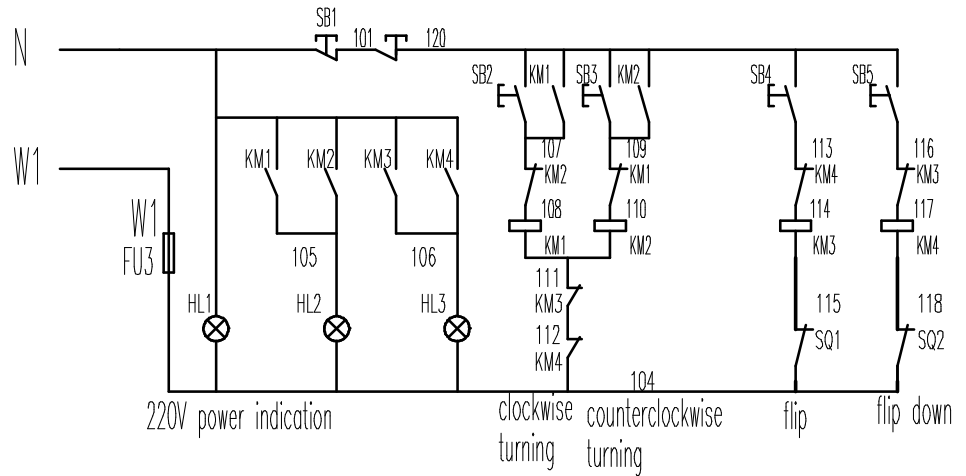 SB1
N
101
120
SB2
KM1
SB3
KM2
SB4
SB5
W1
KM1
KM2
KM3
KM4
107
109
113
116
KM2
KM1
KM4
KM3
W1
FU3
108
110
114
117
KM1
KM2
KM3
KM4
105
106
111
KM3
HL1
HL2
HL3
115
118
112
SQ1
SQ2
KM4
104
220V power indication
clockwise
turning
counterclockwise
turning
flip
flip down